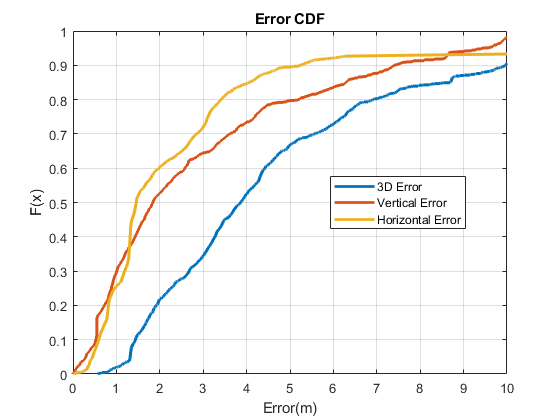 Error CDF
1
0.9
0.8
0.7
0.6
0.5
0.4
0.3
0.2
0.1
0
F(x)
3D Error
Vertical Error
Horizontal Error
0 1 2 3 4 5 6 7 8 9 10
Error(m)